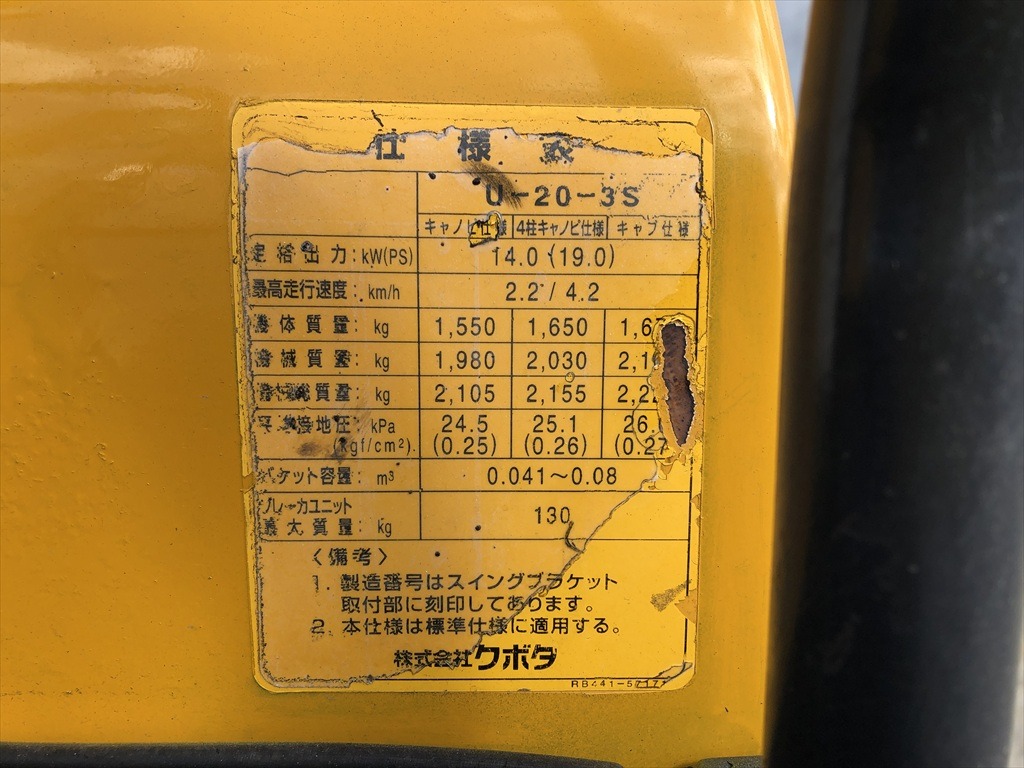 仕様表
U-20-3S
キャノピ仕様 4柱キャノピ仕様 キャブ仕様
定格出力: kW(PS) 14.0 (19.0)
最高走行速度: km/h 2.2 / 4.2
機体質量: kg 1,550 1,650
機械質量: kg 1,980 2,030
機械総質量: kg 2,105 2,155
接地圧: kPa 24.5 25.1
(kgf/cm²). (0.25) (0.26) (0.27
バケット容量: m³ 0.041〜0.08
ブレーカユニット
最大質量: kg 130
〈備考〉
1. 製造番号はスイングブラケット
取付部に刻印してあります。
2. 本仕様は標準仕様に適用する。
株式会社クボタ